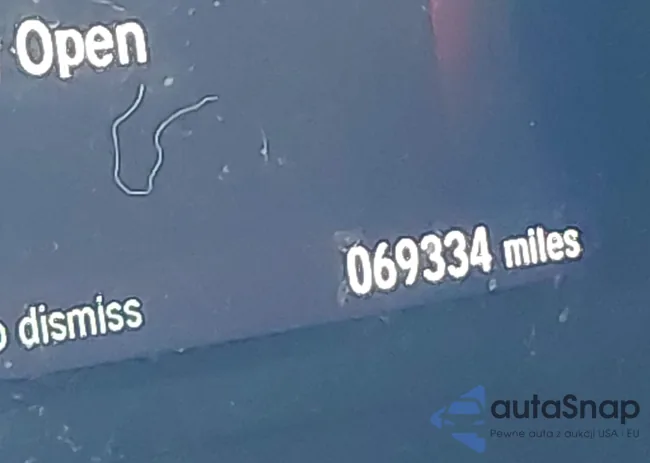 Open
069334 miles
dismiss
autaSnap
Pewne auta z aukcji USA - EU